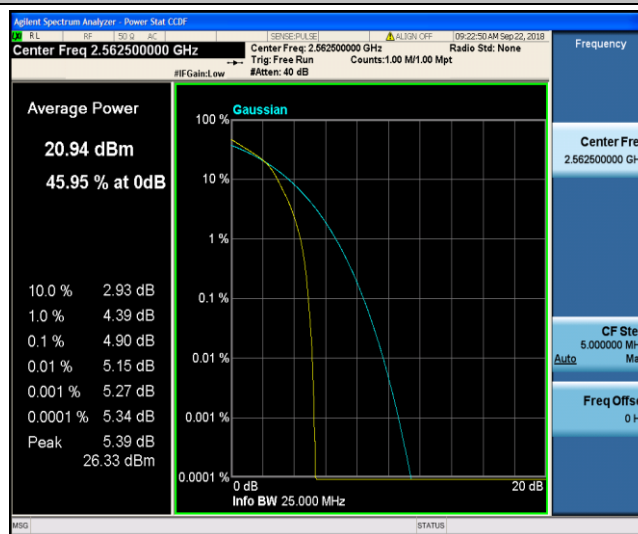 Agilent Spectrum Analyzer - Power Stat CCDF
RL RF 50 Ω AC SENSE:PULSE ALIGN OFF 09:22:50 AM Sep 22, 2018
Center Freq 2.562500000 GHz
Center Freq: 2.562500000 GHz Radio Std: None
Trig: Free Run Counts:1.00 M/1.00 Mpt
#IFGain:Low #Atten: 40 dB
Frequency
Average Power
20.94 dBm
45.95 % at 0dB
10.0 % 2.93 dB
1.0 % 4.39 dB
0.1 % 4.90 dB
0.01 % 5.15 dB
0.001 % 5.27 dB
0.0001 % 5.34 dB
Peak 5.39 dB
26.33 dBm
Gaussian
100 %
10 %
1 %
0.1 %
0.01 %
0.001 %
0.0001 %
0 dB 20 dB
Info BW 25.000 MHz
Center Fre
2.562500000 GH
CF Ste
5.000000 MH
Auto Ma
Freq Offse
0 H
MSG STATUS